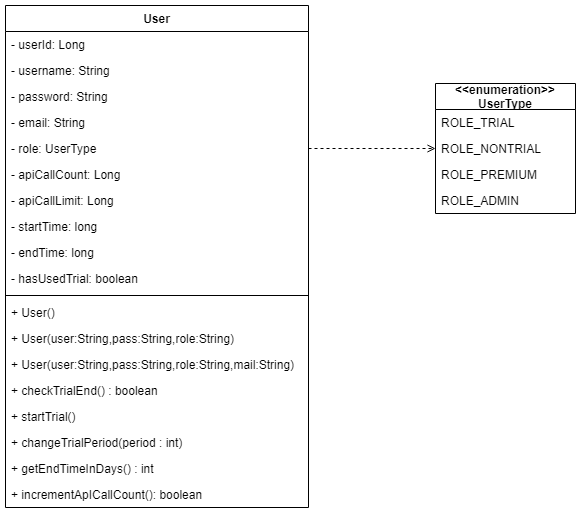 User
- userId: Long
- username: String
- password: String
- email: String
- role: UserType
- apiCallCount: Long
- apiCallLimit: Long
- startTime: long
- endTime: long
- hasUsedTrial: boolean
+ User()
+ User(user:String,pass:String,role:String)
+ User(user:String,pass:String,role:String,mail:String)
+ checkTrialEnd() : boolean
+ startTrial()
+ changeTrialPeriod(period : int)
+ getEndTimeInDays() : int
+ incrementApICallCount(): boolean
<<enumeration>>
UserType
ROLE_TRIAL
ROLE_NONTRIAL
ROLE_PREMIUM
ROLE_ADMIN